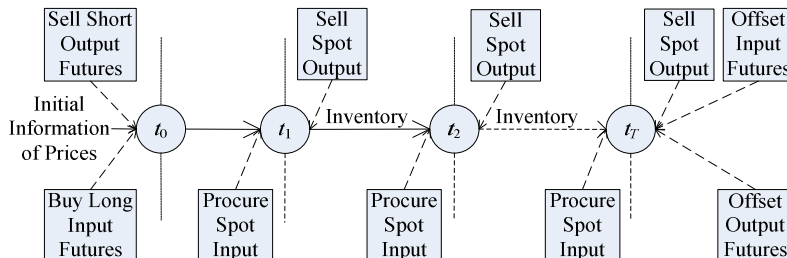 Sell Short
Output
Futures
Sell
Spot
Output
Sell
Spot
Output
Sell
Spot
Output
Offset
Input
Futures
Initial
Information
of Prices
t0
t1
Inventory
t2
Inventory
tT
Buy Long
Input
Futures
Procure
Spot
Input
Procure
Spot
Input
Procure
Spot
Input
Offset
Output
Futures